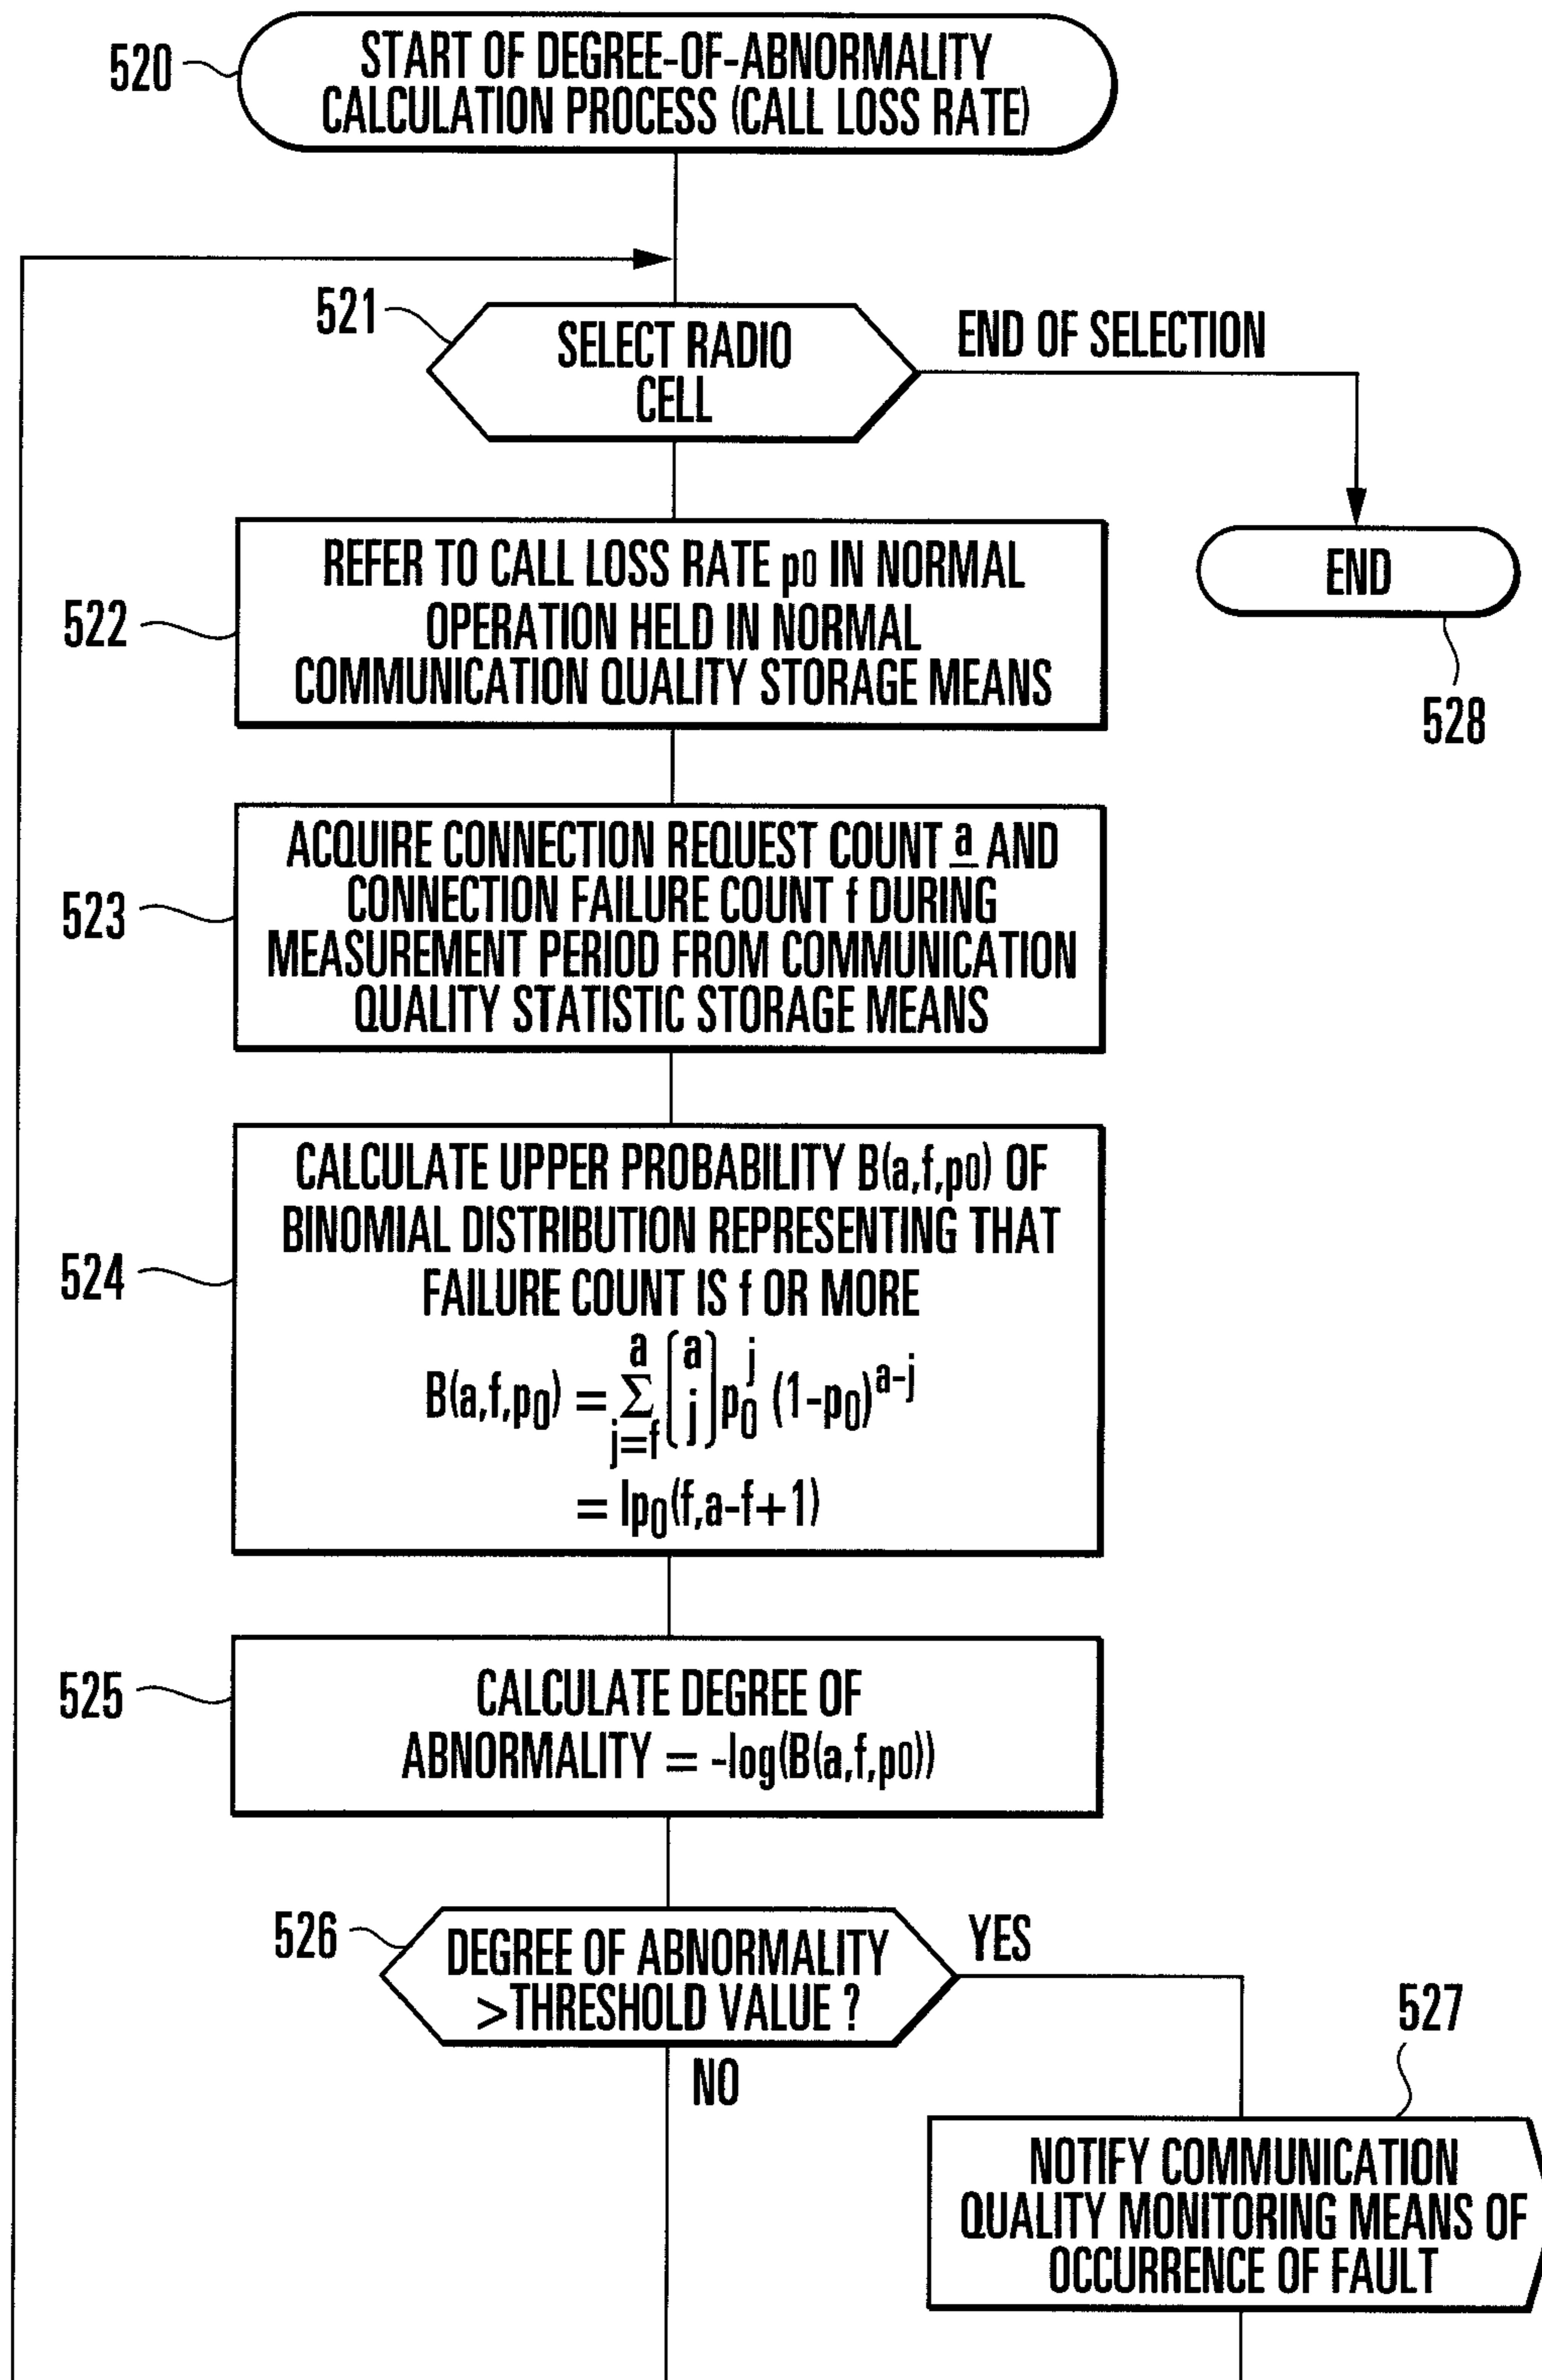 520
START OF DEGREE-OF-ABNORMALITY
CALCULATION PROCESS (CALL LOSS RATE)
521
SELECT RADIO
CELL
END OF SELECTION
522
REFER TO CALL LOSS RATE p0 IN NORMAL
OPERATION HELD IN NORMAL
COMMUNICATION QUALITY STORAGE MEANS
END
528
523
ACQUIRE CONNECTION REQUEST COUNT a AND
CONNECTION FAILURE COUNT f DURING
MEASUREMENT PERIOD FROM COMMUNICATION
QUALITY STATISTIC STORAGE MEANS
524
CALCULATE UPPER PROBABILITY B(a,f,p0) OF
BINOMIAL DISTRIBUTION REPRESENTING THAT
FAILURE COUNT IS f OR MORE
B(a,f,p₀) = ∑_{j=f}^{a} (a j) p₀^j (1-p₀)^{a-j}
= Ip₀(f,a-f+1)
525
CALCULATE DEGREE OF
ABNORMALITY = -log(B(a,f,p0))
526
DEGREE OF ABNORMALITY
>THRESHOLD VALUE ?
YES
NO
527
NOTIFY COMMUNICATION
QUALITY MONITORING MEANS OF
OCCURRENCE OF FAULT